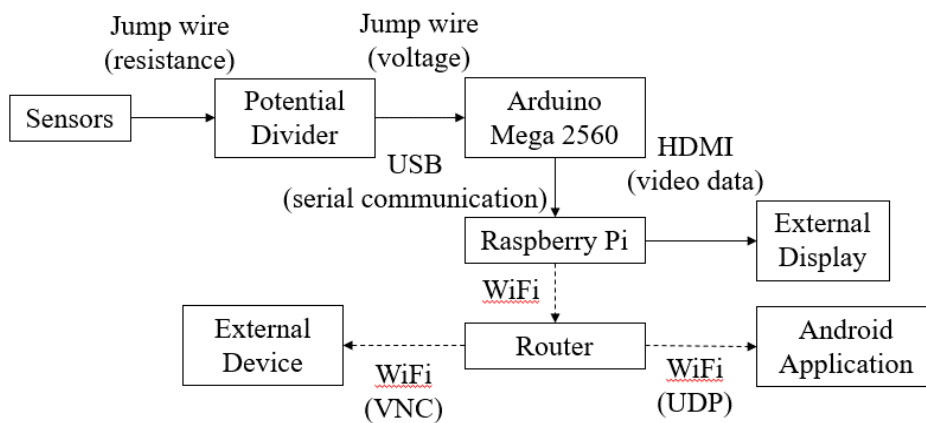 Jump wire
(resistance)
Jump wire
(voltage)
Sensors
Potential
Divider
Arduino
Mega 2560
USB
(serial communication)
HDMI
(video data)
Raspberry Pi
External
Display
WiFi
External
Device
Router
Android
Application
WiFi
(VNC)
WiFi
(UDP)